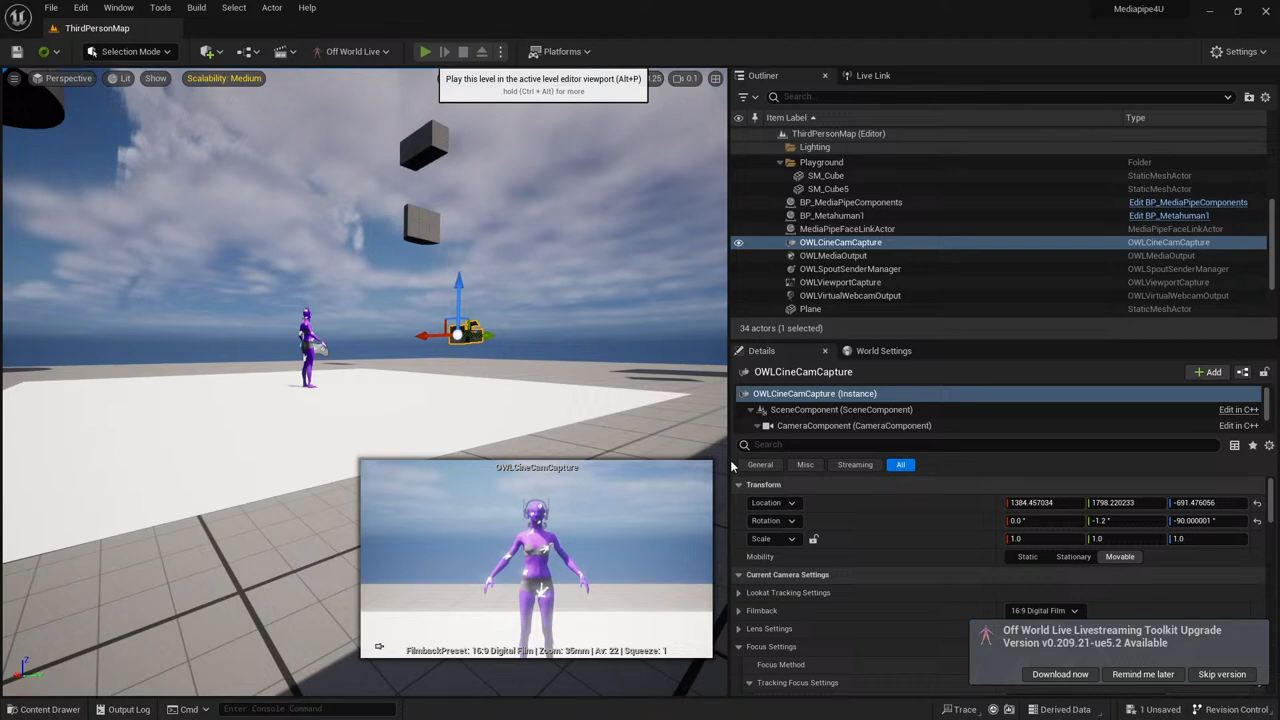 File Edit Window Tools Build Select Actor Help
Mediapipe4U
ThirdPersonMap
Selection Mode
Off World Live
Platforms
Settings
Perspective
Lit
Show
Scalability: Medium
Play this level in the active level editor viewport (Alt+P)
hold (Ctrl + Alt) for more
.25
0.1
Outliner
Live Link
Search...
Item Label
Type
ThirdPersonMap (Editor)
Lighting
Playground
Folder
SM_Cube
StaticMeshActor
SM_Cube5
StaticMeshActor
BP_MediaPipeComponents
Edit BP_MediaPipeComponents
BP_Metahuman1
Edit BP_Metahuman1
MediaPipeFaceLinkActor
MediaPipeFaceLinkActor
OWLCineCamCapture
OWLCineCamCapture
OWLMediaOutput
OWLMediaOutput
OWLSpoutSenderManager
OWLSpoutSenderManager
OWLViewportCapture
OWLViewportCapture
OWLVirtualWebcamOutput
OWLVirtualWebcamOutput
Plane
StaticMeshActor
34 actors (1 selected)
Details
World Settings
OWLCineCamCapture
Add
OWLCineCamCapture (Instance)
SceneComponent (SceneComponent)
Edit in C++
CameraComponent (CameraComponent)
Edit in C++
Search
General
Misc
Streaming
All
Transform
Location
1384.457034
1798.220233
-691.476056
Rotation
0.0 °
-1.2 °
-90.000001 °
Scale
1.0
1.0
1.0
Mobility
Static
Stationary
Movable
Current Camera Settings
Lookat Tracking Settings
Filmback
16:9 Digital Film
Lens Settings
Focus Settings
Focus Method
Tracking Focus Settings
Off World Live Livestreaming Toolkit Upgrade
Version v0.209.21-ue5.2 Available
Download now
Remind me later
Skip version
OWLCineCamCapture
FilmbackPreset: 16:9 Digital Film | Zoom: 35mm | Av: 22 | Squeeze: 1
Z
Content Drawer
Output Log
Cmd
Enter Console Command
Trace
Derived Data
1 Unsaved
Revision Control